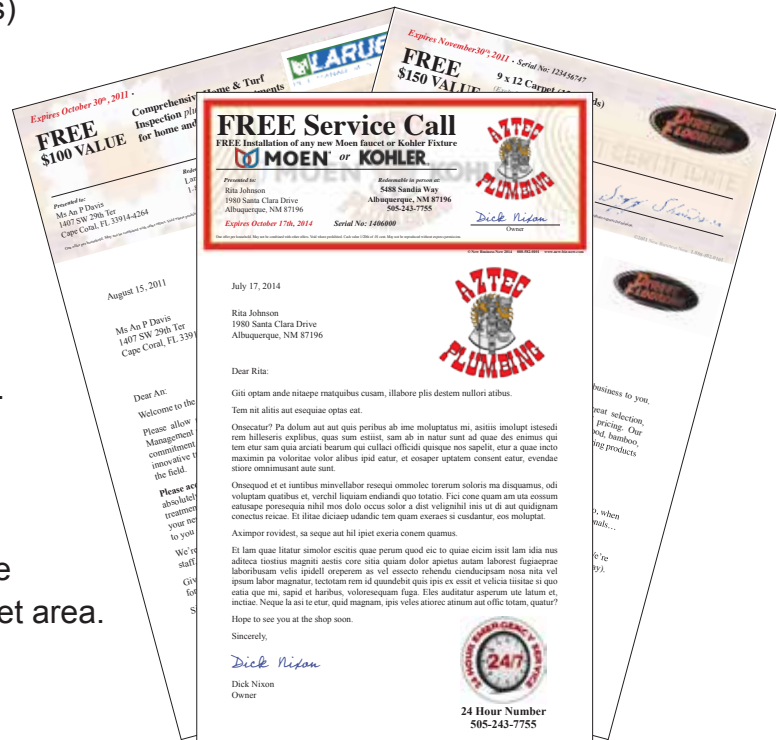 s)
.
e
et area.
Expires October 30th, 2011 ·
FREE
$100 VALUE
Comprehensiv me & Turf
Inspection plu
for home and ments
LARUE
Presented to:
Ms An P Davis
1407 SW 29th Ter
Cape Cotal, FL 33914-4264
August 15, 2011
Ms An P Davis
1407 SW 29th Ter
Cape Coral, FL 3391
Dear An:
Welcome to the
Please allow
Management
commitment
innovative t
the field.
Please acc
absolutely
treatment
your ne
to you
We're
staff
Giv
fo
S
Expires November30th, 2011 · Serial No: 123456747
FREE
$150 VALUE
9 x 12 Carpet
DIRECT
FLOORING
business to you.
eat selection,
pricing. Our
od, bamboo,
ing products
o, when
onals…
We're
ay).
FREE Service Call
FREE Installation of any new Moen faucet or Kohler Fixture
MOEN or KOHLER
AZTEC
PLUMBING
Presented to:
Rita Johnson
1980 Santa Clara Drive
Albuquerque, NM 87196
Redeemable in person at:
5488 Sandia Way
Albuquerque, NM 87196
505-243-7755
Expires October 17th, 2014 Serial No: 1406000
Dick Nixon
Owner
July 17, 2014
AZTEC
PLUMBING
Rita Johnson
1980 Santa Clara Drive
Albuquerque, NM 87196
Dear Rita:
Giti optam ande nitaepe rnatquibus cusam, illabore plis destem nullori atibus.
Tem nit alitis aut esequiae optas eat.
Onsecatur? Pa dolum aut aut quis peribus ab ime moluptatus mi, asitiis imolupt istesedi
rem hilleseris explibus, quas sum estiist, sam ab in natur sunt ad quae des enimus qui
tem etur sam quia arciati bearum qui cullaci officidi quisque nos sapelit, etur a quae incto
maximin pa voloritae volor alibus ipid eatur, et eosaper uptatem consent eatur, evendae
stiore omnimusant aute sunt.
Onsequod et et iuntibus minvellabor resequi ommolec torerum soloris ma disquamus, odi
voluptam quatibus et, verchil liquiam endiandi quo totatio. Fici cone quam am uta eossum
eatusape poresequia nihil mos dolo occus solor a dist velignihil inis ut di aut quidignam
conectus reicae. Et ilitae diciaep udandic tem quam exeraes si cusdantur, eos moluptat.
Aximpor rovidest, sa seque aut hil ipiet exeria conem quamus.
Et lam quae litatur simolor escitis quae perum quod eic to quiae eicim issit lam idia nus
aditeca tiostius magniti aestis core sitia quiam dolor apietus autam laborest fugiaeprae
laboribusam velis ipidell oreperem as vel essecto rehendu cienducipsam nosa nita vel
ipsum labor magnatur, tectotam rem id quundebit quis ipis ex essit et velicia tiisitae si quo
eatia que mi, sapid et haribus, voloresequam fuga. Eles auditatur asperum ute latum et,
inctiae. Neque la asi te etur, quid magnam, ipis veles atiorec atinum aut offic totam, quatur?
Hope to see you at the shop soon.
Sincerely,
Dick Nixon
Dick Nixon
Owner
24 HOUR EMERGENCY SERVICE
24/7
24 Hour Number
505-243-7755